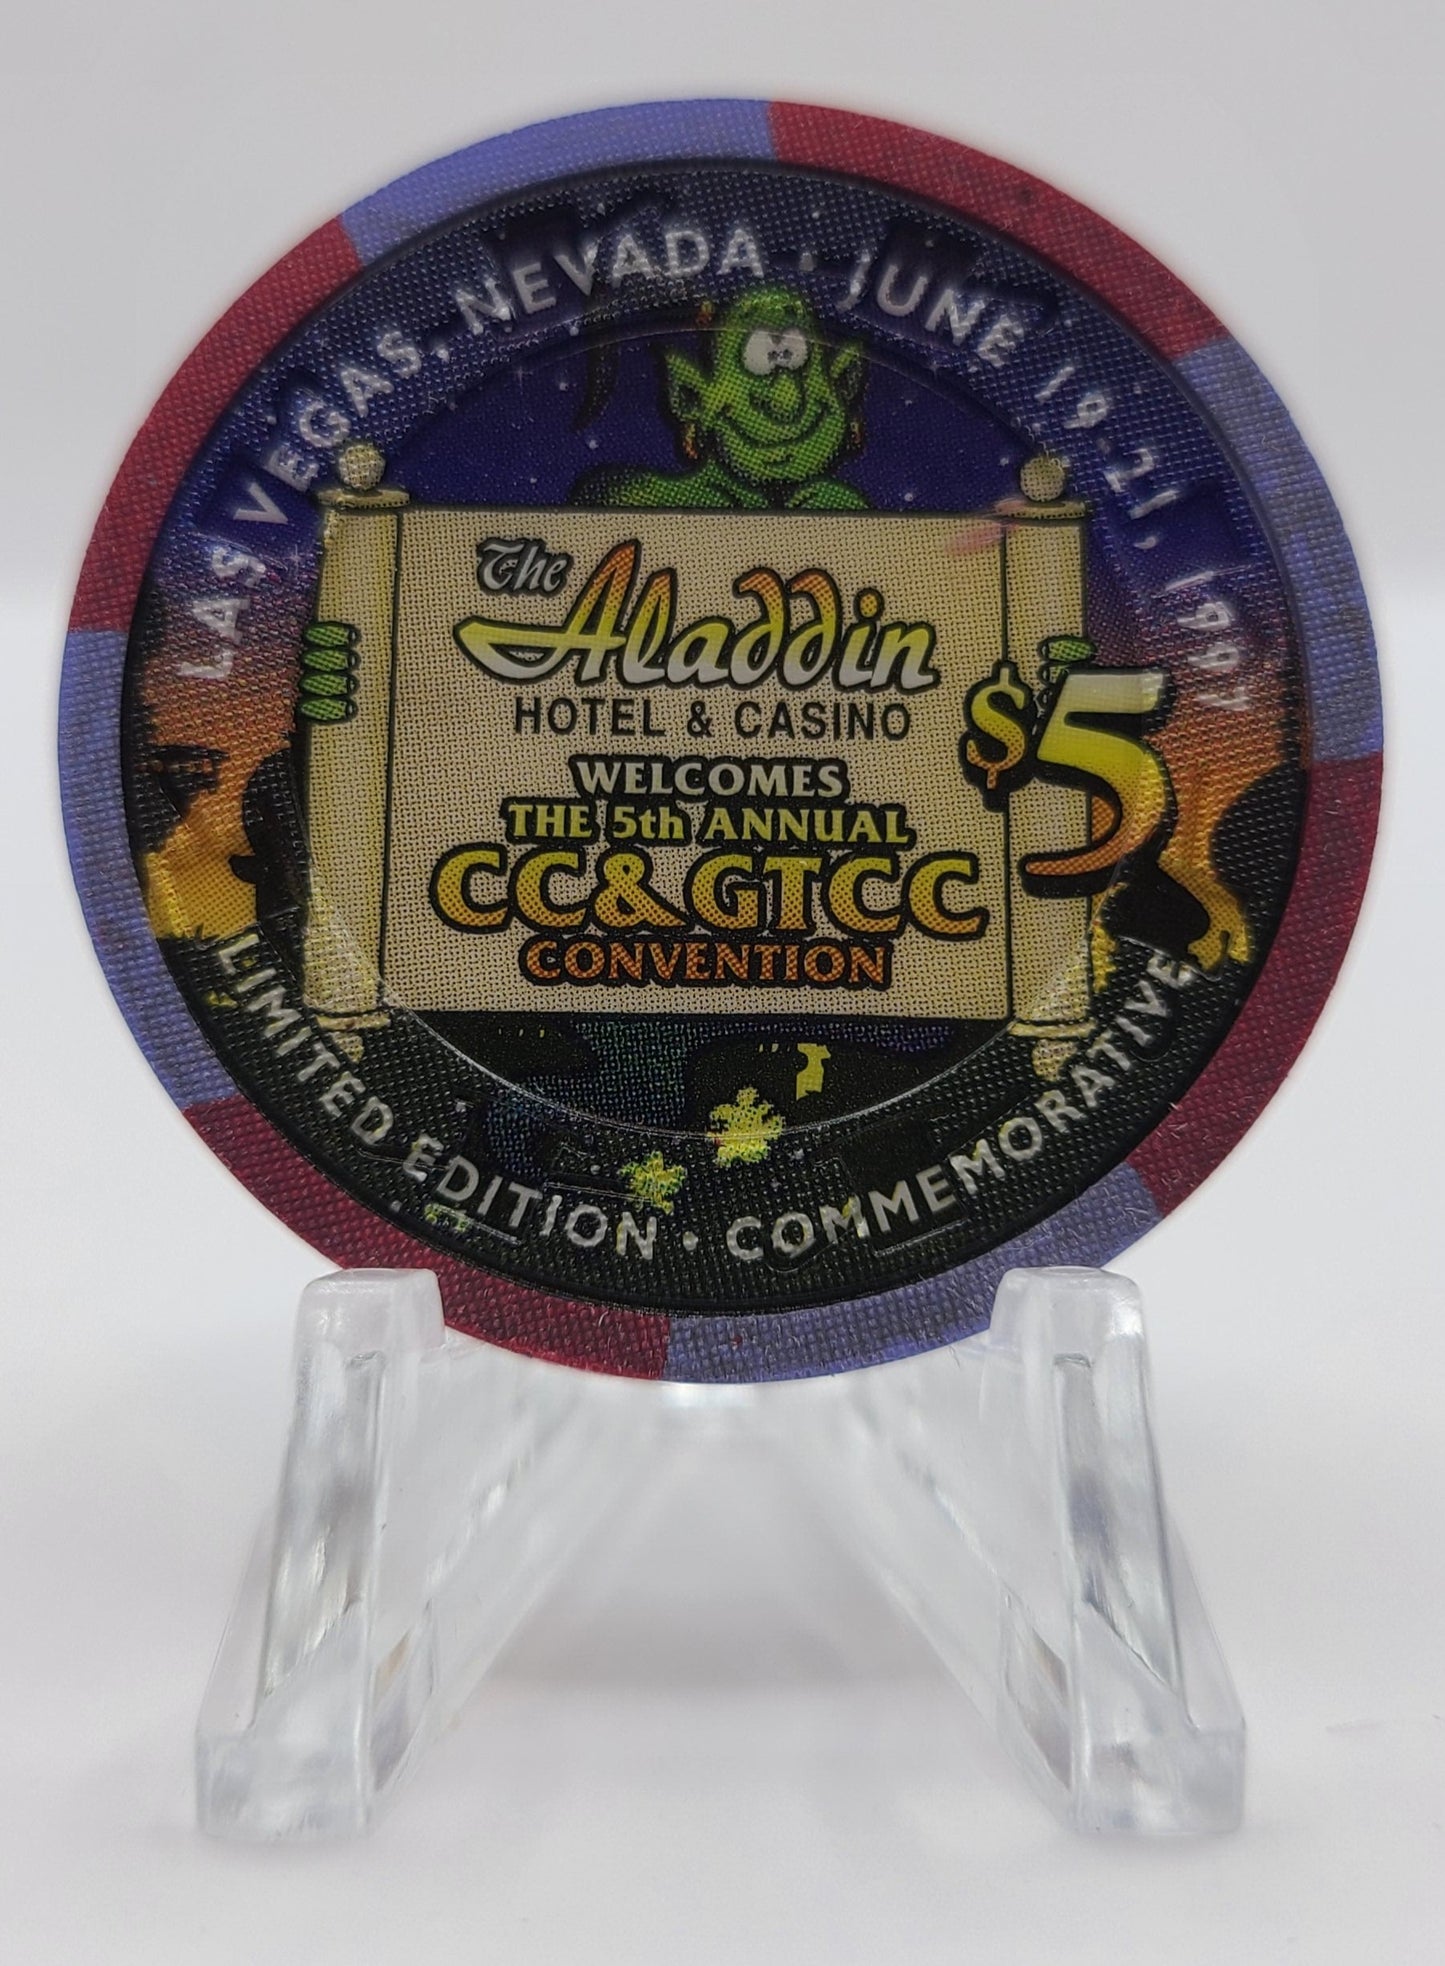 LAS VEGAS, NEVADA · JUNE 19-21, 1997
The Aladdin
HOTEL & CASINO
$5
WELCOMES
THE 5th ANNUAL
CC&GTCC
CONVENTION
LIMITED EDITION · COMMEMORATIVE